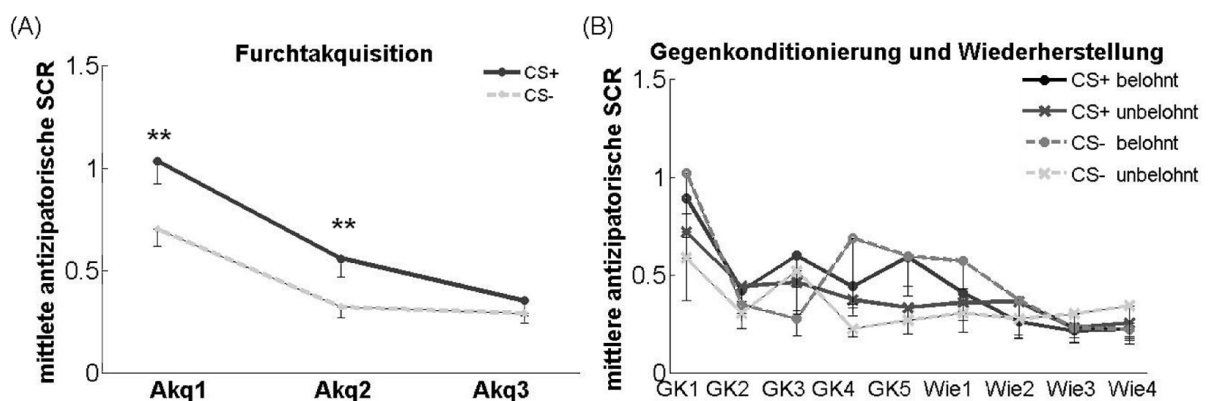 (A)
Furchtakquisition
mittlete antizipatorische SCR
1.5
1
0.5
0
CS+
CS-
**
**
Akq1 Akq2 Akq3
(B)
Gegenkonditionierung und Wiederherstellung
mittlere antizipatorische SCR
1.5
1
0.5
0
CS+ belohnt
CS+ unbelohnt
CS- belohnt
CS- unbelohnt
GK1 GK2 GK3 GK4 GK5 Wie1 Wie2 Wie3 Wie4